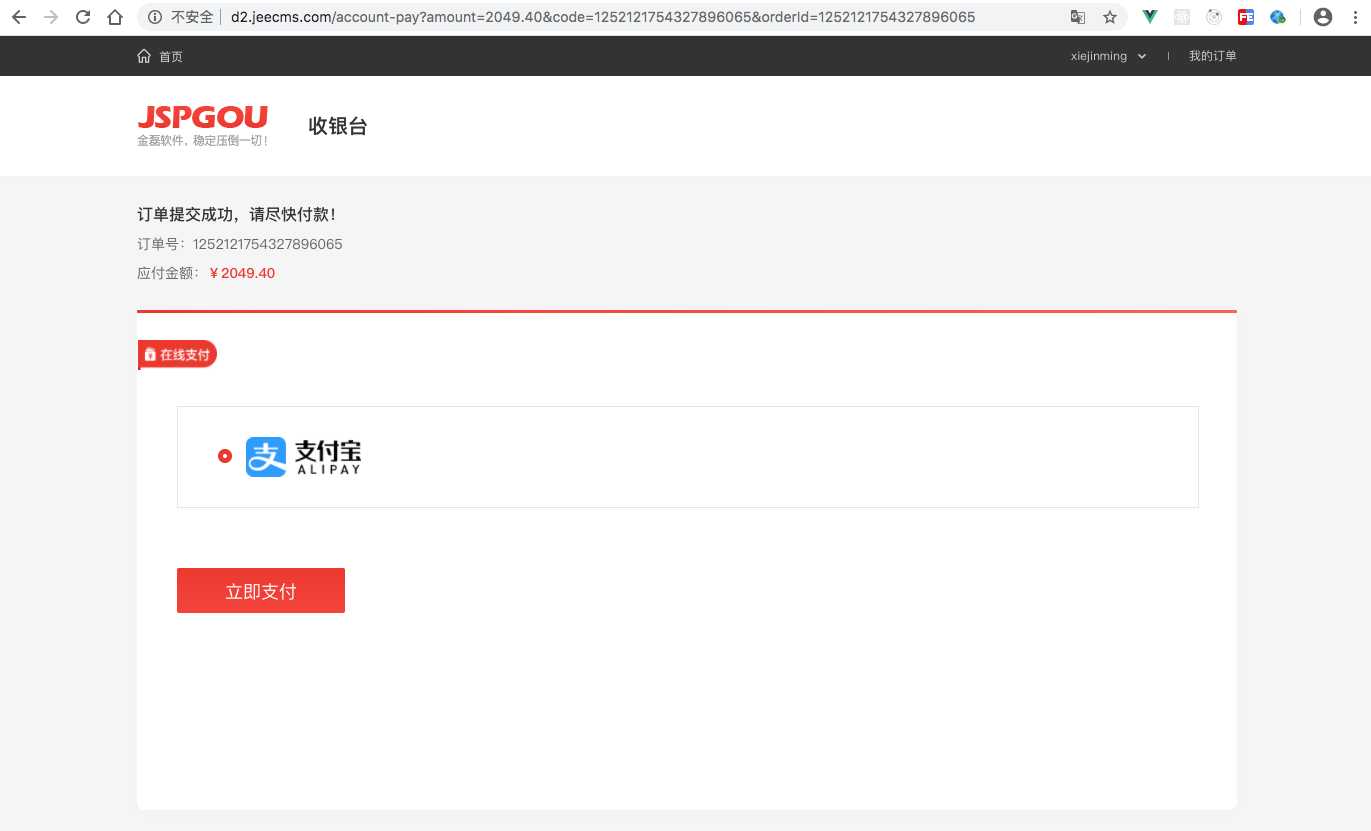 不安全 d2.jeecms.com/account-pay?amount=2049.40&code=1252121754327896065&orderId=1252121754327896065
首页 xiejinming 我的订单
JSPGOU
金磊软件，稳定压倒一切！
收银台
订单提交成功，请尽快付款！
订单号：1252121754327896065
应付金额：￥2049.40
在线支付
支 支付宝
ALIPAY
立即支付